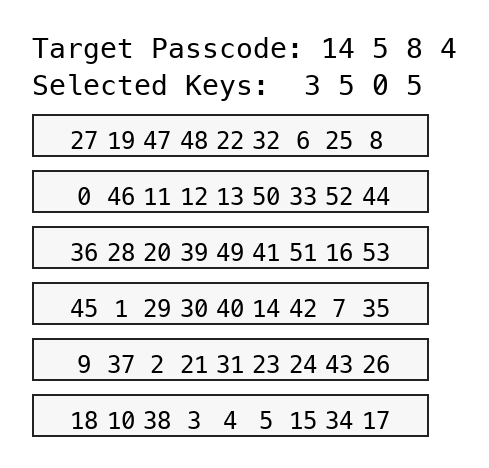 Target Passcode: 14 5 8 4
Selected Keys: 3 5 0 5
27 19 47 48 22 32 6 25 8
0 46 11 12 13 50 33 52 44
36 28 20 39 49 41 51 16 53
45 1 29 30 40 14 42 7 35
9 37 2 21 31 23 24 43 26
18 10 38 3 4 5 15 34 17